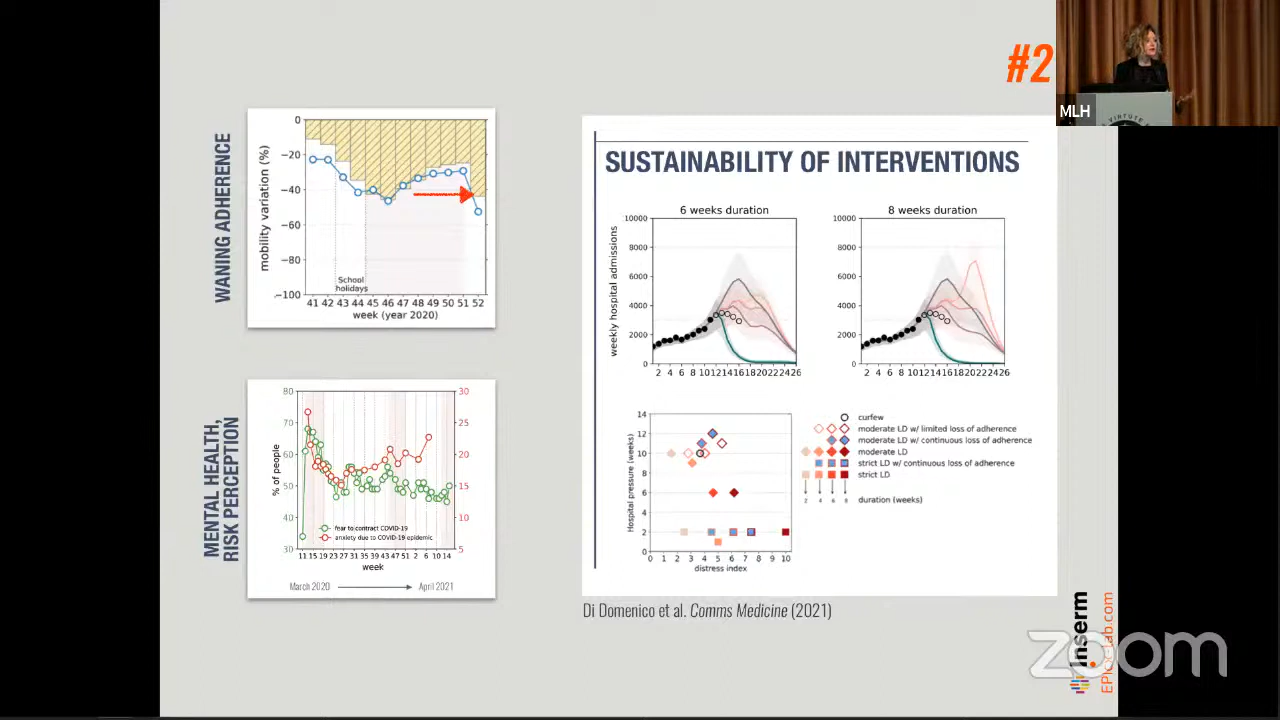 #2
MLH
VIRTUTE
WANING ADHERENCE
mobility variation (%)
0
−20
−40
−60
−80
−100
School
holidays
41 42 43 44 45 46 47 48 49 50 51 52
week (year 2020)
MENTAL HEALTH,
RISK PERCEPTION
% of people
80
70
60
50
40
30
30
25
20
15
10
5
fear to contract COVID-19
anxiety due to COVID-19 epidemic
11 15 19 23 27 31 35 39 43 47 51 2 6 10 14
week
March 2020
April 2021
SUSTAINABILITY OF INTERVENTIONS
6 weeks duration
weekly hospital admissions
10000
8000
6000
4000
2000
0
2 4 6 8 10 12 14 16 18 20 22 24 26
8 weeks duration
10000
8000
6000
4000
2000
0
2 4 6 8 10 12 14 16 18 20 22 24 26
Hospital pressure (weeks)
14
12
10
8
6
4
2
0
0 1 2 3 4 5 6 7 8 9 10
distress index
curfew
moderate LD w/ limited loss of adherence
moderate LD w/ continuous loss of adherence
moderate LD
strict LD w/ continuous loss of adherence
strict LD
2 4 6 8
duration (weeks)
Di Domenico et al. Comms Medicine (2021)
Inserm
zoom